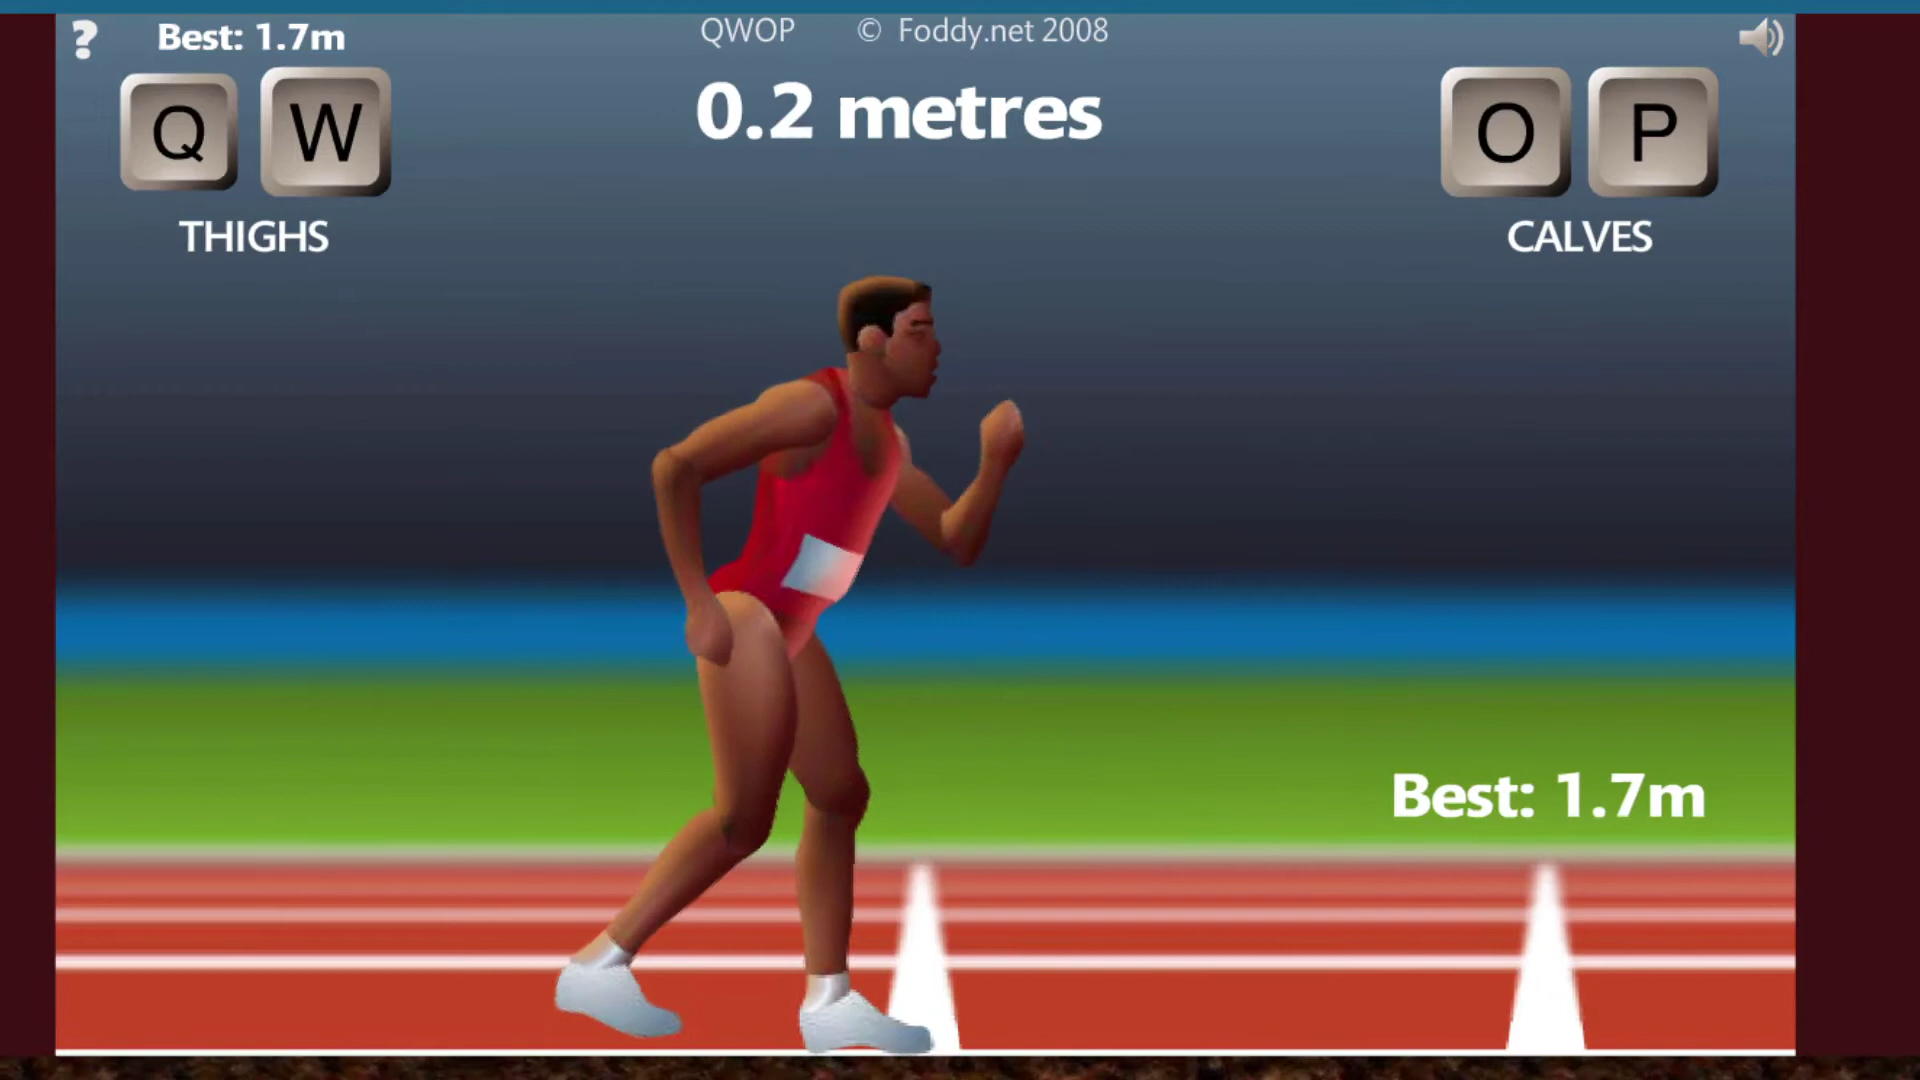 ?
Best: 1.7m
QWOP © Foddy.net 2008
0.2 metres
Q W
O P
THIGHS
CALVES
Best: 1.7m